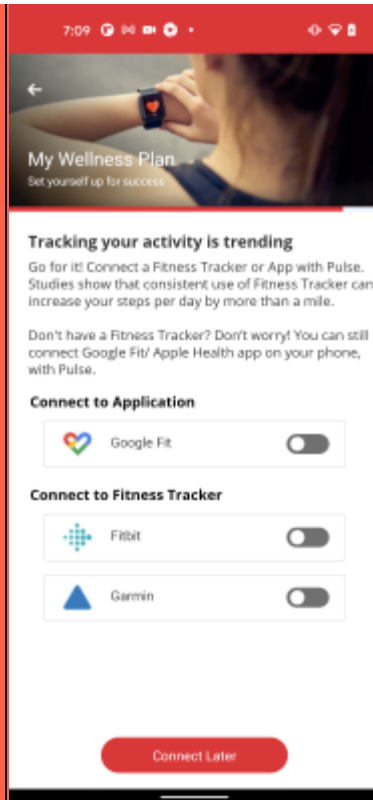 7:09
My Wellness Plan
Set yourself up for success
Tracking your activity is trending
Go for it! Connect a Fitness Tracker or App with Pulse.
Studies show that consistent use of Fitness Tracker can
increase your steps per day by more than a mile.
Don't have a Fitness Tracker? Don't worry! You can still
connect Google Fit/ Apple Health app on your phone,
with Pulse.
Connect to Application
Google Fit
Connect to Fitness Tracker
Fitbit
Garmin
Connect Later